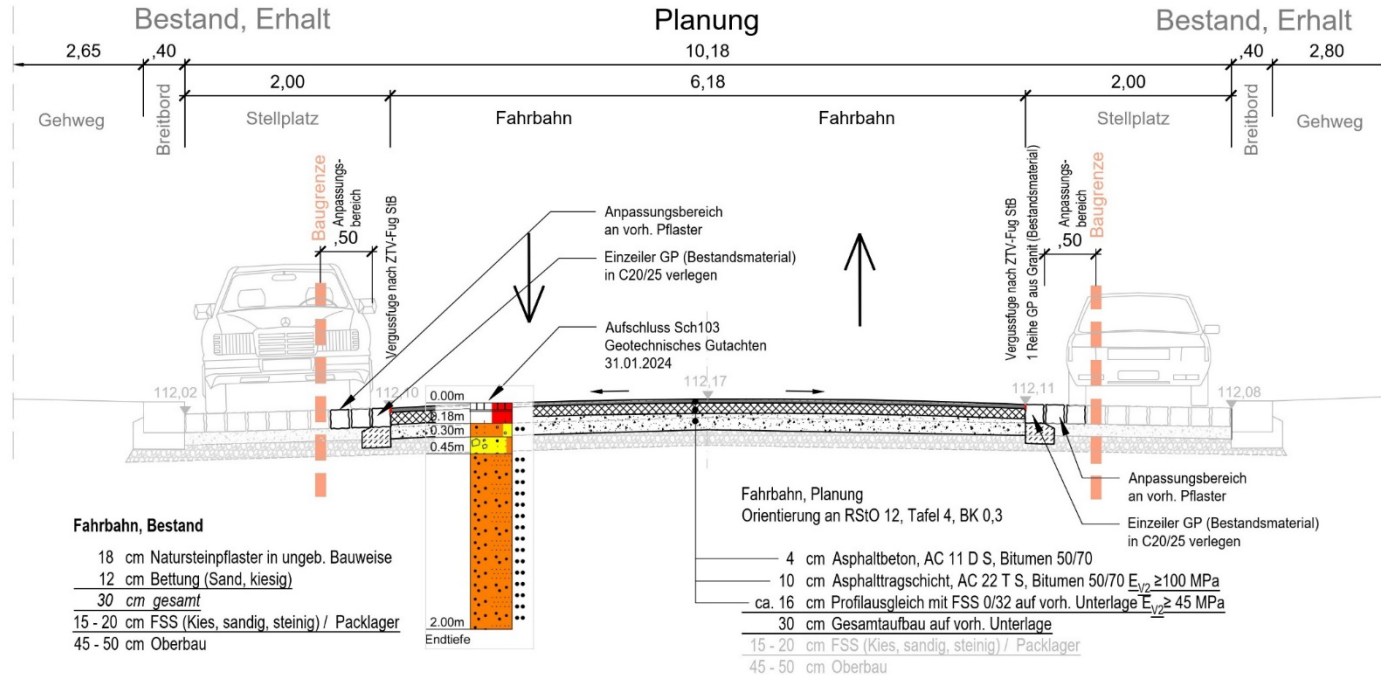 Bestand, Erhalt
Planung
Bestand, Erhalt
2,65
,40
10,18
,40
2,80
2,00
6,18
2,00
Gehweg
Breitbord
Stellplatz
Fahrbahn
Fahrbahn
Stellplatz
Breitbord
Gehweg
Baugrenze
Anpassungs-
bereich
,50
Vergussfuge nach ZTV-Fug StB
Anpassungsbereich
an vorh. Pflaster
Einzeiler GP (Bestandsmaterial)
in C20/25 verlegen
Aufschluss Sch103
Geotechnisches Gutachten
31.01.2024
Vergussfuge nach ZTV-Fug StB
1 Reihe GP aus Granit (Bestandsmaterial)
Anpassungs-
bereich
,50
Baugrenze
112,02
112,10
112,17
112,11
112,08
0.00m
0.18m
0.30m
0.45m
2.00m
Endtiefe
Anpassungsbereich
an vorh. Pflaster
Einzeiler GP (Bestandsmaterial)
in C20/25 verlegen
Fahrbahn, Bestand
18 cm Natursteinpflaster in ungeb. Bauweise
12 cm Bettung (Sand, kiesig)
30 cm gesamt
15 - 20 cm FSS (Kies, sandig, steinig) / Packlager
45 - 50 cm Oberbau
Fahrbahn, Planung
Orientierung an RStO 12, Tafel 4, BK 0,3
4 cm Asphaltbeton, AC 11 D S, Bitumen 50/70
10 cm Asphalttragschicht, AC 22 T S, Bitumen 50/70 EV2 ≥100 MPa
ca. 16 cm Profilausgleich mit FSS 0/32 auf vorh. Unterlage EV2≥ 45 MPa
30 cm Gesamtaufbau auf vorh. Unterlage
15 - 20 cm FSS (Kies, sandig, steinig) / Packlager
45 - 50 cm Oberbau